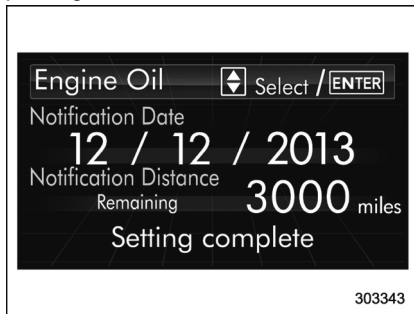 Engine Oil Select / ENTER
Notification Date
12 / 12 / 2013
Notification Distance
Remaining 3000 miles
Setting complete
303343